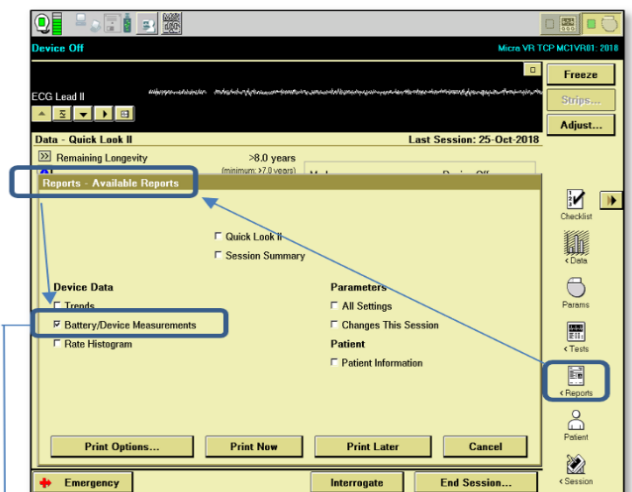 Device Off
Micro VR TCP MC1VR01: 2018
ECG Lead II
Freeze
Strips...
Adjust...
Data - Quick Look II
Last Session: 25-Oct-2018
Remaining Longevity
>8.0 years
(minimum: >7.0 years)
Device Off
Reports - Available Reports
Quick Look II
Session Summary
Device Data
Parameters
Trends
All Settings
Battery/Device Measurements
Changes This Session
Rate Histogram
Patient
Patient Information
Print Options...
Print Now
Print Later
Cancel
Checklist
< Data
Params
< Tests
< Reports
Patient
< Session
Emergency
Interrogate
End Session...